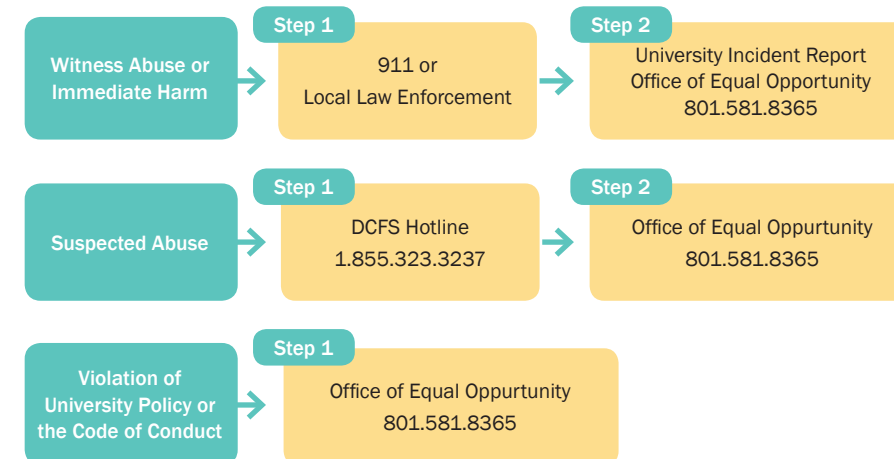 Witness Abuse or
Immediate Harm
Step 1
911 or
Local Law Enforcement
Step 2
University Incident Report
Office of Equal Opportunity
801.581.8365
Suspected Abuse
Step 1
DCFS Hotline
1.855.323.3237
Step 2
Office of Equal Oppurtunity
801.581.8365
Violation of
University Policy or
the Code of Conduct
Step 1
Office of Equal Oppurtunity
801.581.8365